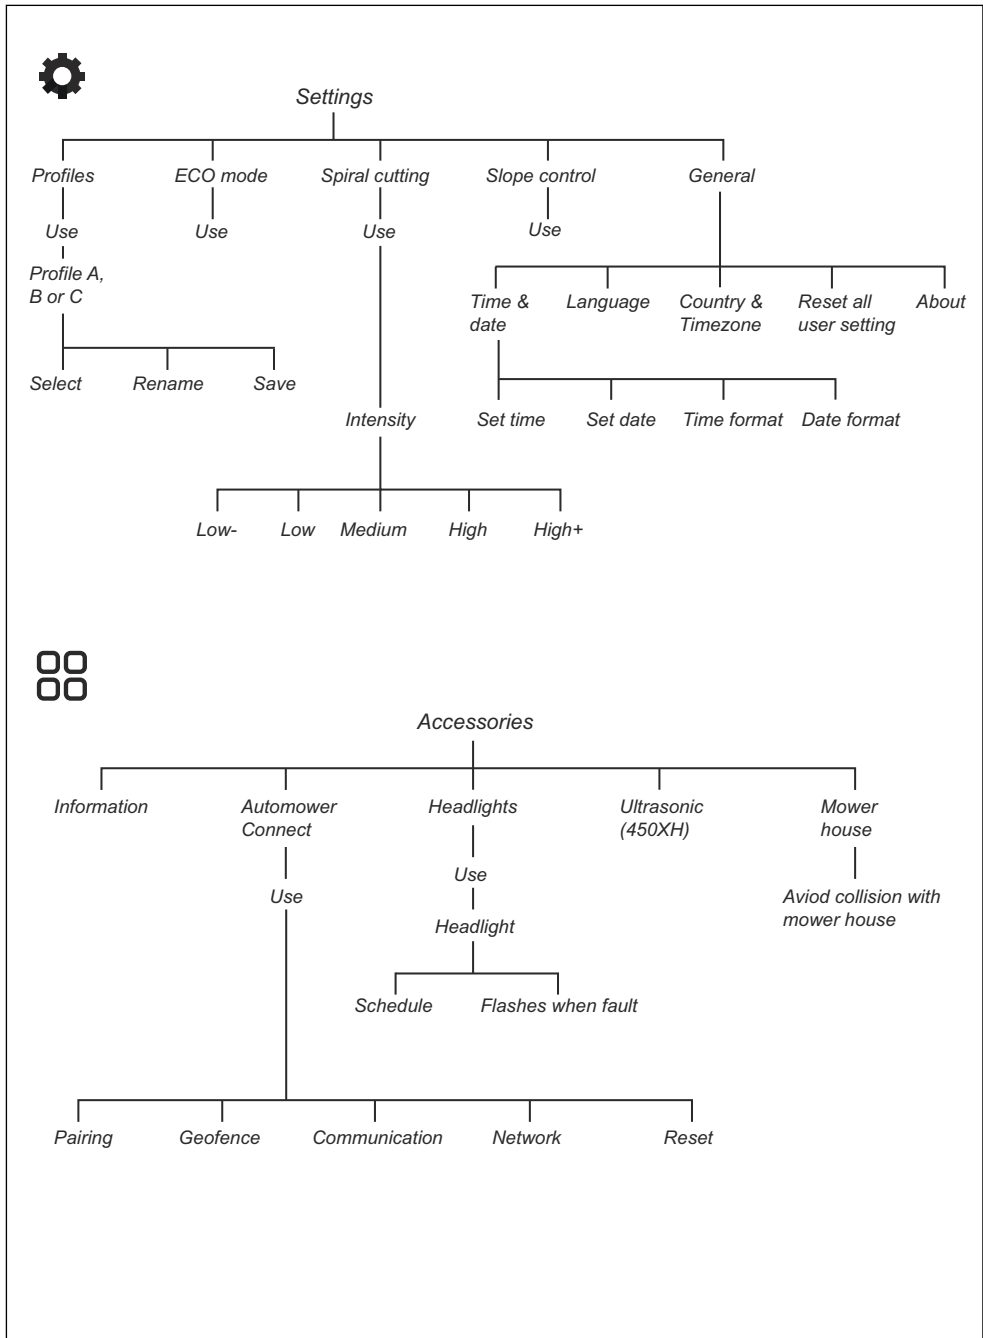 Settings
Profiles
ECO mode
Spiral cutting
Slope control
General
Use
Use
Use
Use
Profile A,
B or C
Time &
date
Language
Country &
Timezone
Reset all
user setting
About
Select
Rename
Save
Intensity
Set time
Set date
Time format
Date format
Low-
Low
Medium
High
High+
Accessories
Information
Automower
Connect
Headlights
Ultrasonic
(450XH)
Mower
house
Use
Use
Aviod collision with
mower house
Headlight
Schedule
Flashes when fault
Pairing
Geofence
Communication
Network
Reset